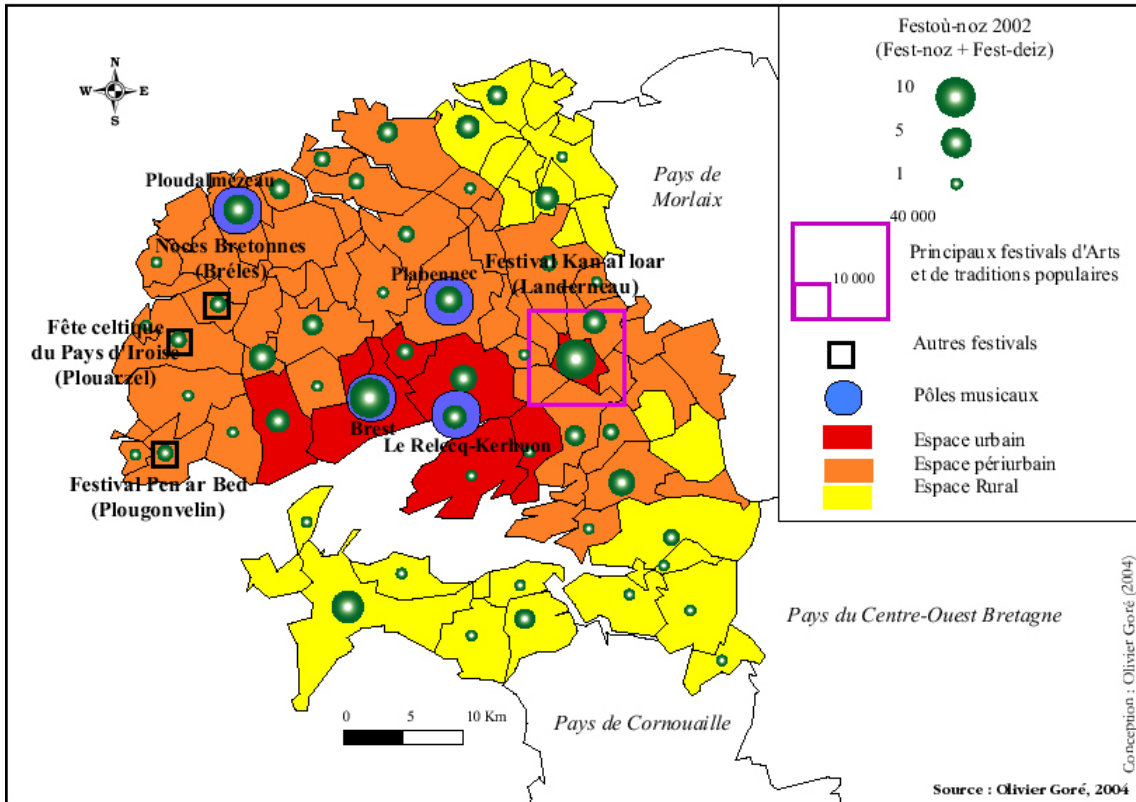 N
W E
S
Ploudalmézeau
Noces Bretonnes
(Bréles)
Fête celtique
du Pays d'Iroise
(Plouarzel)
Festival Pen ar Bed
(Plougonvelin)
Plabennec
Festival Kan al loar
(Landerneau)
Brest
Le Relecq-Kerhuon
Pays de
Morlaix
Pays du Centre-Ouest Bretagne
Pays de Cornouaille
0 5 10 Km
Festoù-noz 2002
(Fest-noz + Fest-deiz)
10
5
1
40 000
10 000
Principaux festivals d'Arts
et de traditions populaires
Autres festivals
Pôles musicaux
Espace urbain
Espace périurbain
Espace Rural
Conception : Olivier Goré (2004)
Source : Olivier Goré, 2004